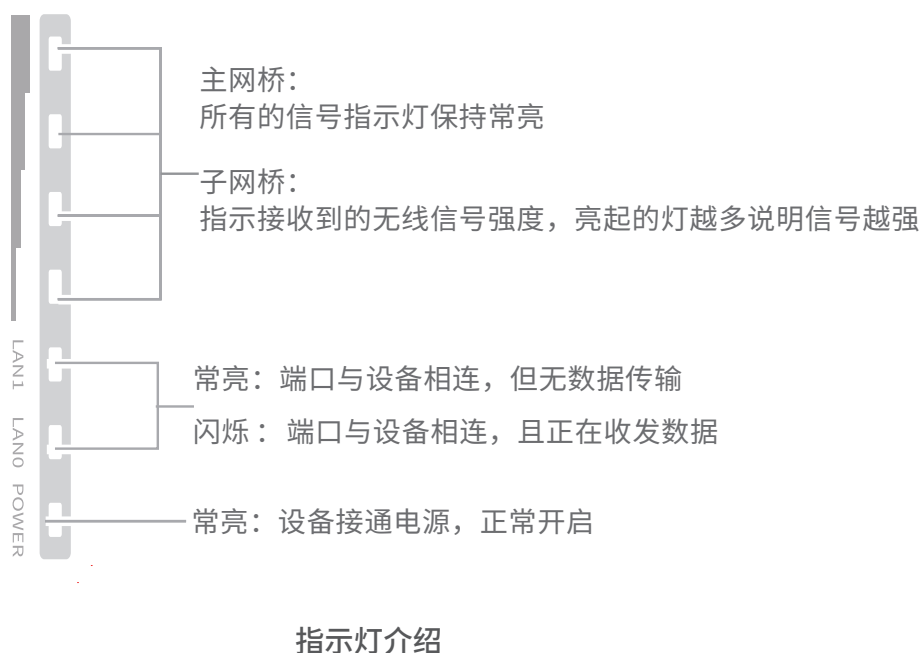 主网桥：
所有的信号指示灯保持常亮
子网桥：
指示接收到的无线信号强度，亮起的灯越多说明信号越强
LAN1
常亮：端口与设备相连，但无数据传输
LAN0
闪烁：端口与设备相连，且正在收发数据
POWER
常亮：设备接通电源，正常开启
指示灯介绍